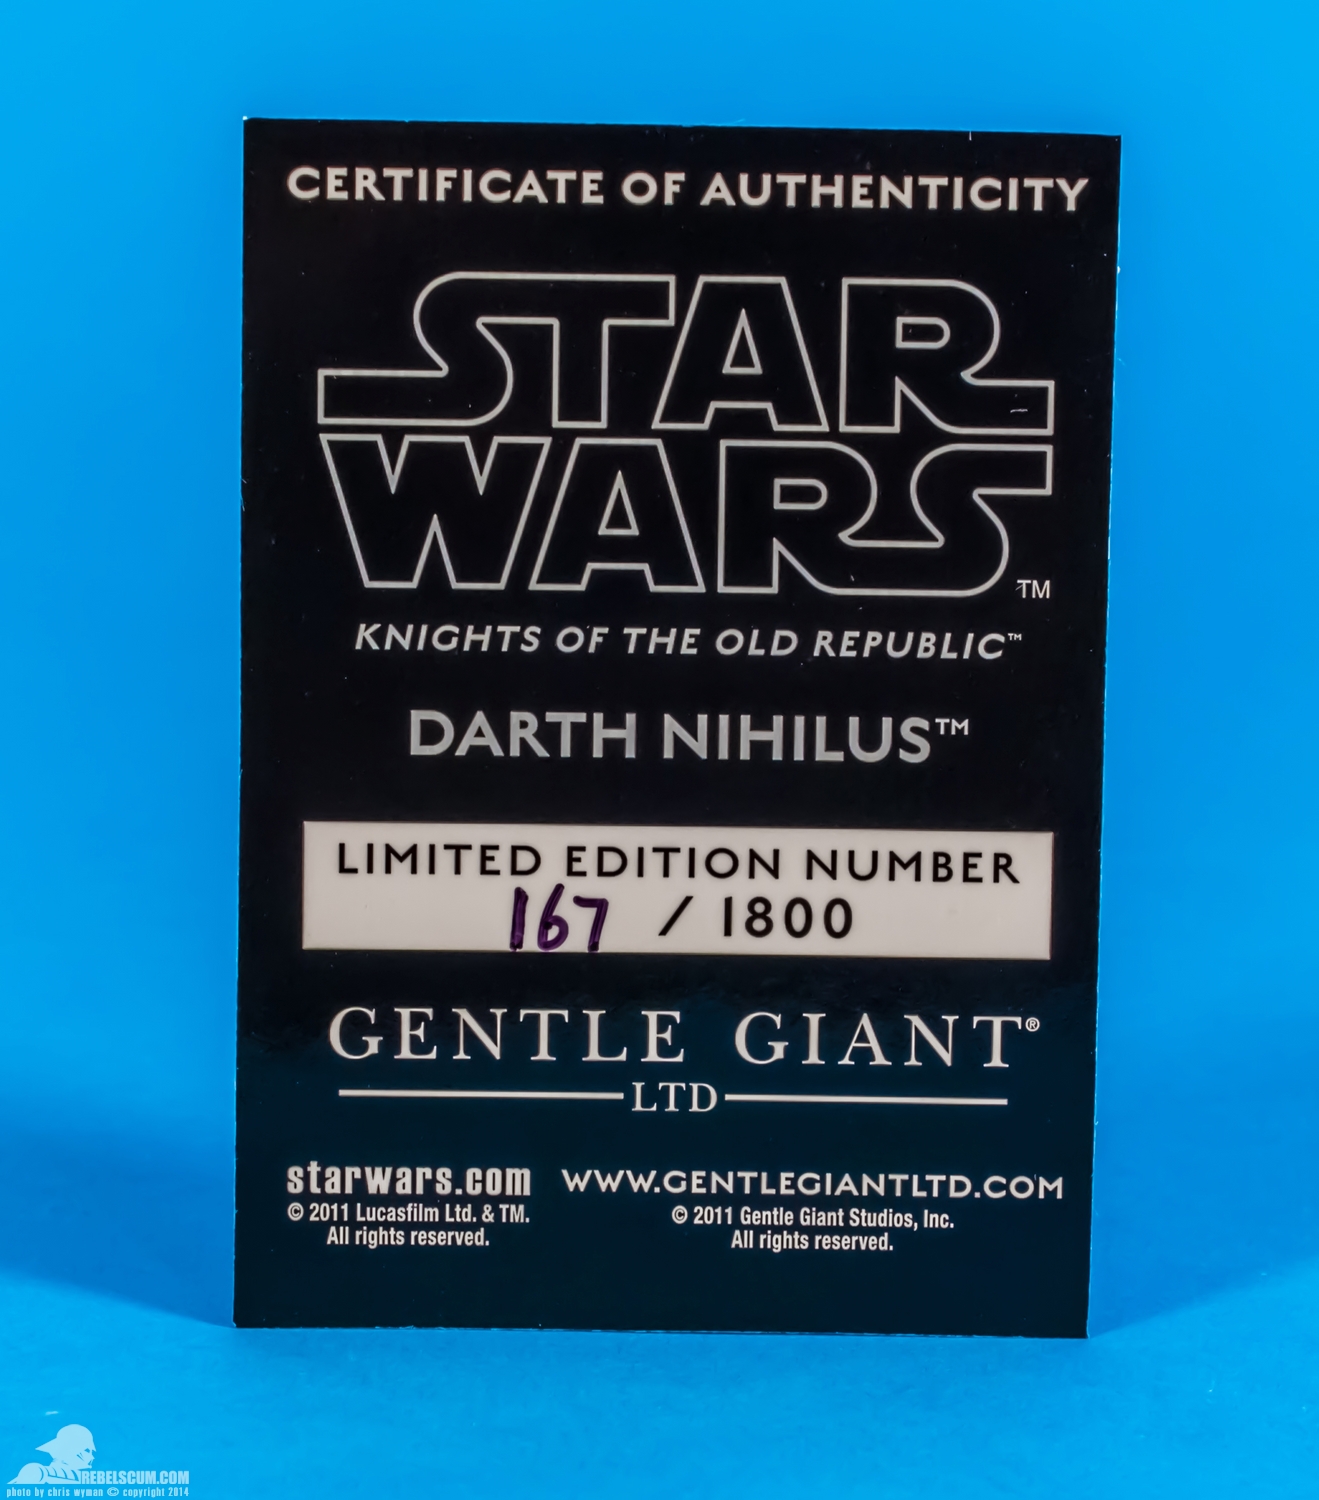 CERTIFICATE OF AUTHENTICITY
STAR
WARS TM
KNIGHTS OF THE OLD REPUBLIC™
DARTH NIHILUS™
LIMITED EDITION NUMBER
167 / 1800
GENTLE GIANT®
LTD
starwars.com WWW.GENTLEGIANTLTD.COM
© 2011 Lucasfilm Ltd. & TM. © 2011 Gentle Giant Studios, Inc.
All rights reserved. All rights reserved.
REBELSCUM.COM
photo by chris wyman © copyright 2014